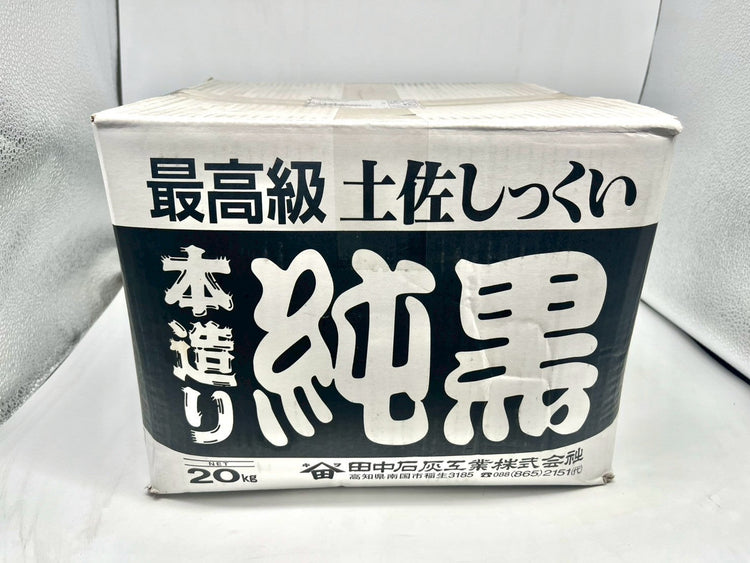 最高級 土佐しっくい
本造り
純黒
NET
20kg
田中石灰工業株式会社
高知県南国市稲生3185 ☎088(865)2151(代)